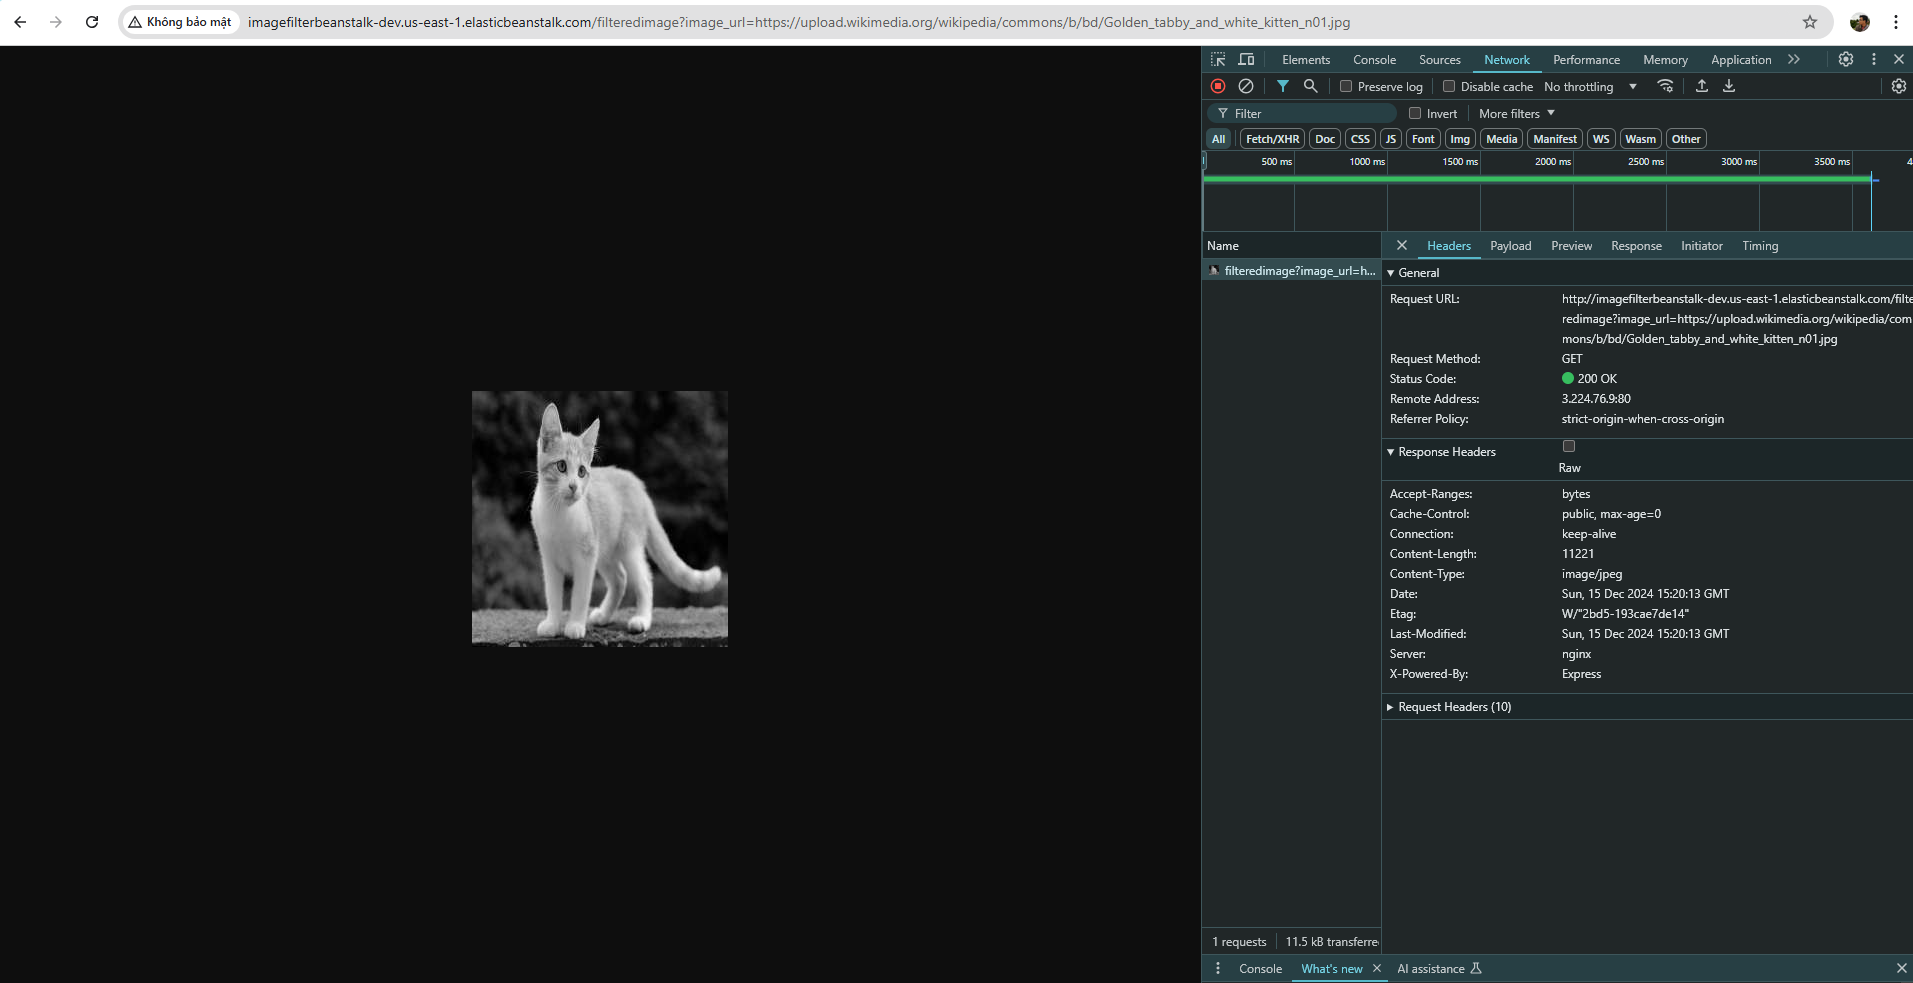 Không bảo mật
imagefilterbeanstalk-dev.us-east-1.elasticbeanstalk.com/filteredimage?image_url=https://upload.wikimedia.org/wikipedia/commons/b/bd/Golden_tabby_and_white_kitten_n01.jpg
Elements Console Sources Network Performance Memory Application
Preserve log Disable cache No throttling
Filter Invert More filters
All Fetch/XHR Doc CSS JS Font Img Media Manifest WS Wasm Other
500 ms 1000 ms 1500 ms 2000 ms 2500 ms 3000 ms 3500 ms 4
Name
filteredimage?image_url=h...
Headers Payload Preview Response Initiator Timing
General
Request URL: http://imagefilterbeanstalk-dev.us-east-1.elasticbeanstalk.com/filte
redimage?image_url=https://upload.wikimedia.org/wikipedia/com
mons/b/bd/Golden_tabby_and_white_kitten_n01.jpg
Request Method: GET
Status Code: 200 OK
Remote Address: 3.224.76.9:80
Referrer Policy: strict-origin-when-cross-origin
Response Headers
Raw
Accept-Ranges: bytes
Cache-Control: public, max-age=0
Connection: keep-alive
Content-Length: 11221
Content-Type: image/jpeg
Date: Sun, 15 Dec 2024 15:20:13 GMT
Etag: W/"2bd5-193cae7de14"
Last-Modified: Sun, 15 Dec 2024 15:20:13 GMT
Server: nginx
X-Powered-By: Express
Request Headers (10)
1 requests 11.5 kB transferre
Console What's new AI assistance